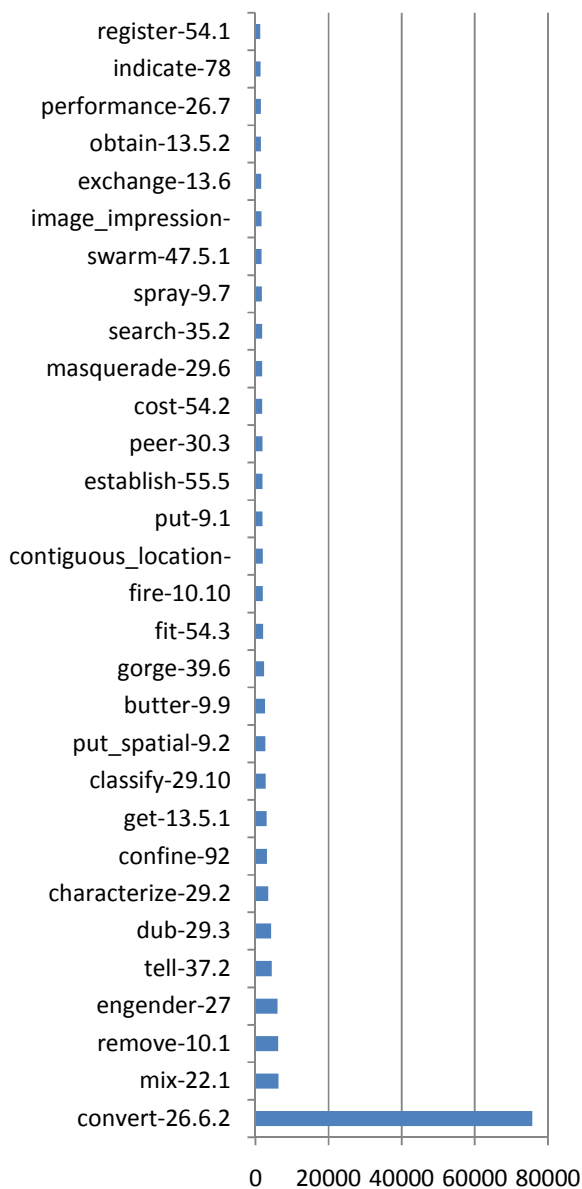 register-54.1
indicate-78
performance-26.7
obtain-13.5.2
exchange-13.6
image_impression-
swarm-47.5.1
spray-9.7
search-35.2
masquerade-29.6
cost-54.2
peer-30.3
establish-55.5
put-9.1
contiguous_location-
fire-10.10
fit-54.3
gorge-39.6
butter-9.9
put_spatial-9.2
classify-29.10
get-13.5.1
confine-92
characterize-29.2
dub-29.3
tell-37.2
engender-27
remove-10.1
mix-22.1
convert-26.6.2
0 20000 40000 60000 80000